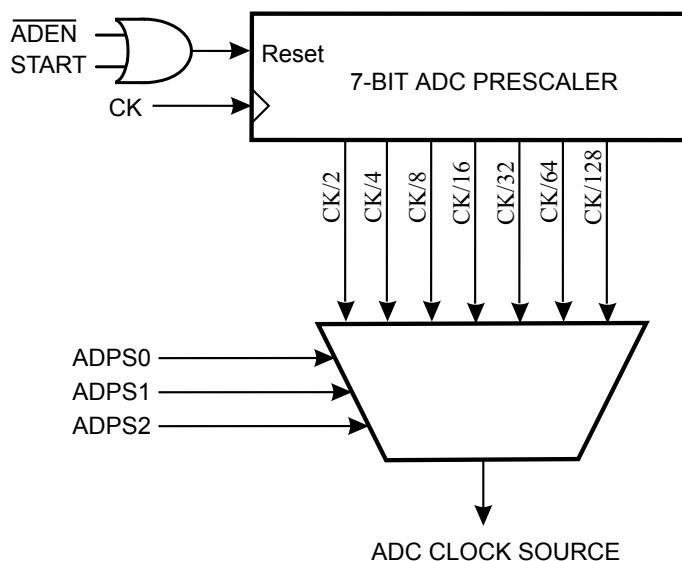 ADEN
START
CK
Reset
7-BIT ADC PRESCALER
CK/2
CK/4
CK/8
CK/16
CK/32
CK/64
CK/128
ADPS0
ADPS1
ADPS2
ADC CLOCK SOURCE